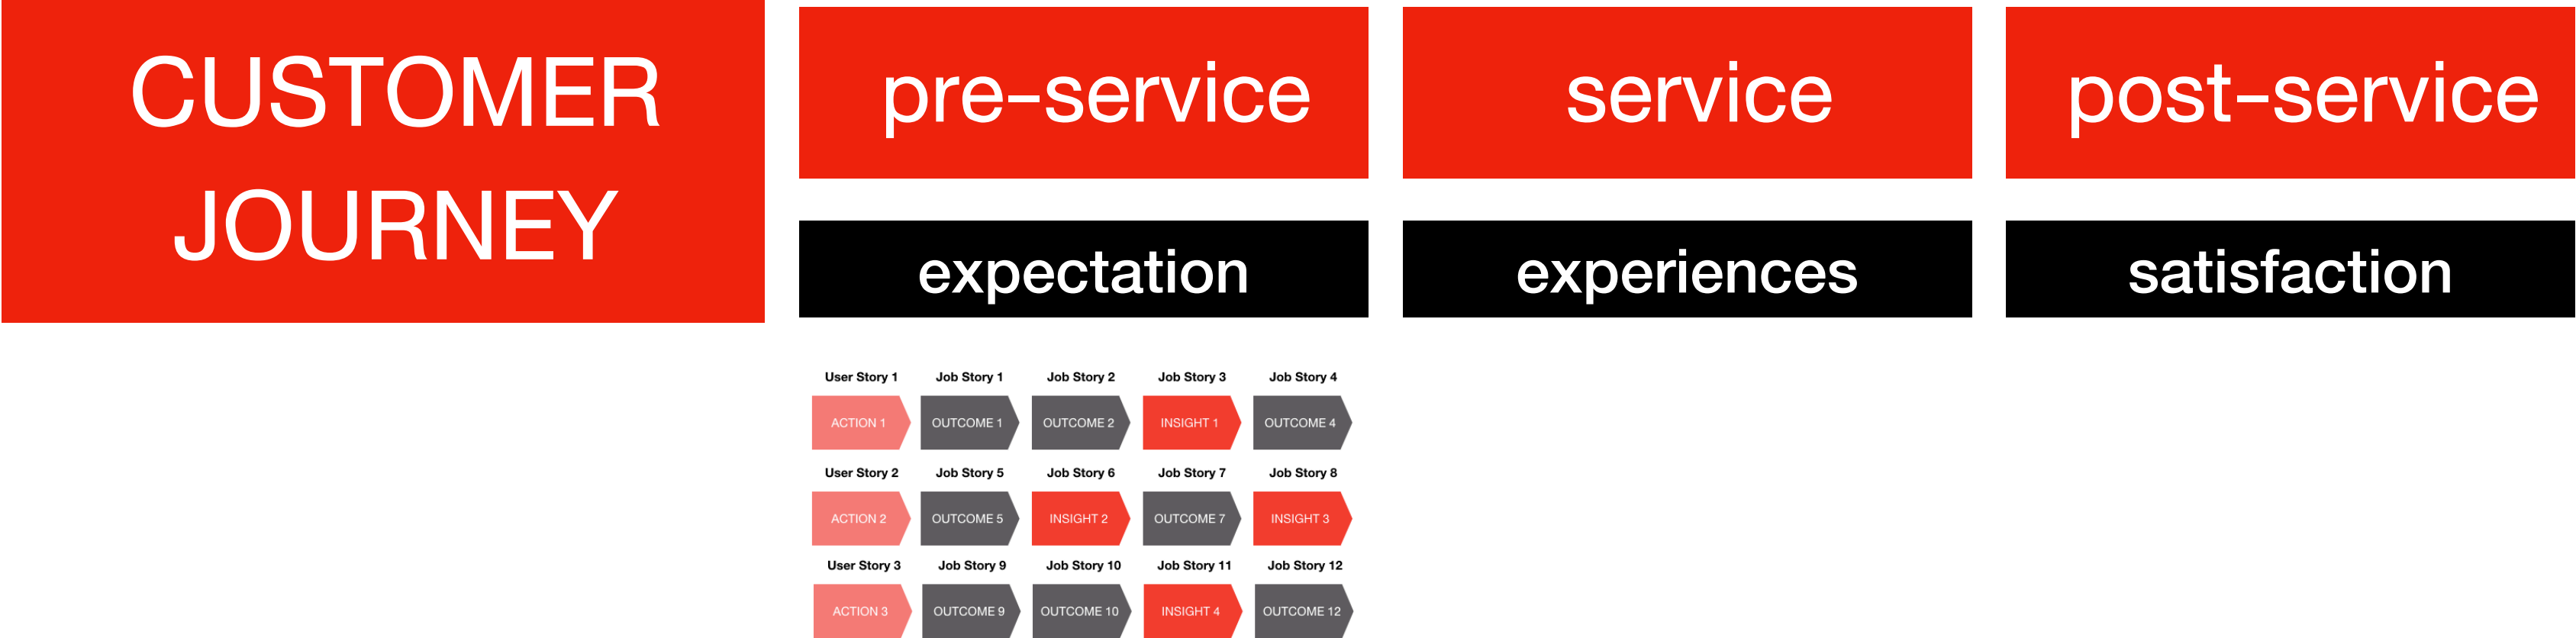 CUSTOMER
JOURNEY
pre-service
service
post-service
expectation
experiences
satisfaction
User Story 1
Job Story 1
Job Story 2
Job Story 3
Job Story 4
ACTION 1
OUTCOME 1
OUTCOME 2
INSIGHT 1
OUTCOME 4
User Story 2
Job Story 5
Job Story 6
Job Story 7
Job Story 8
ACTION 2
OUTCOME 5
INSIGHT 2
OUTCOME 7
INSIGHT 3
User Story 3
Job Story 9
Job Story 10
Job Story 11
Job Story 12
ACTION 3
OUTCOME 9
OUTCOME 10
INSIGHT 4
OUTCOME 12